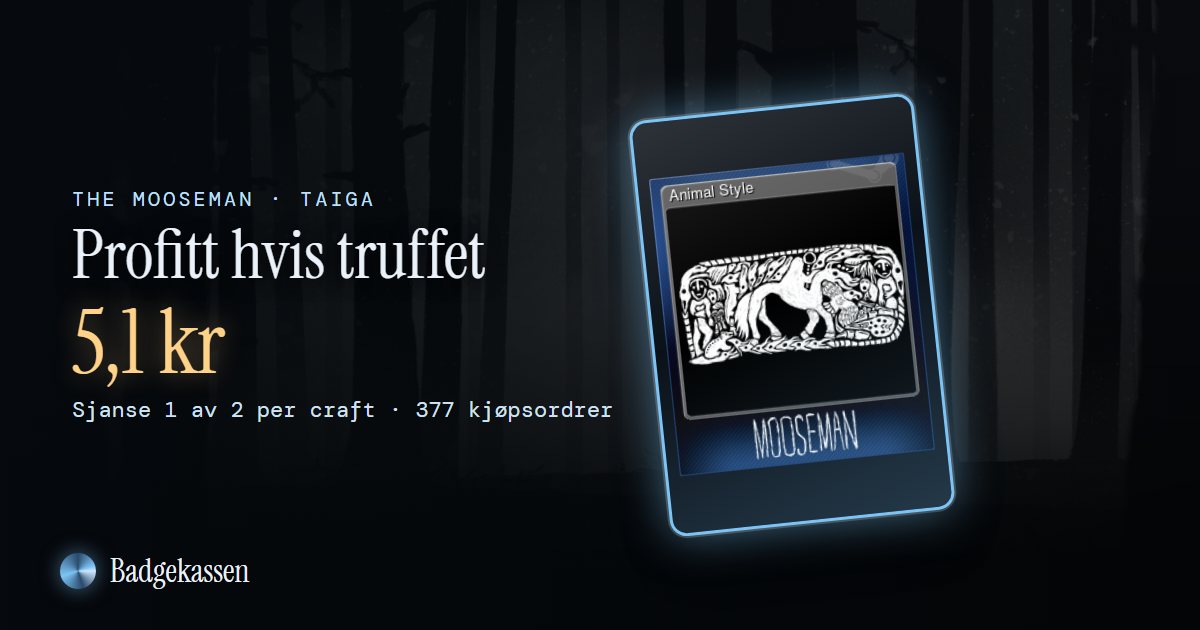 THE MOOSEMAN · TAIGA
Profitt hvis truffet
5,1 kr
Sjanse 1 av 2 per craft · 377 kjøpsordrer
Animal Style
MOOSEMAN
Badgekassen